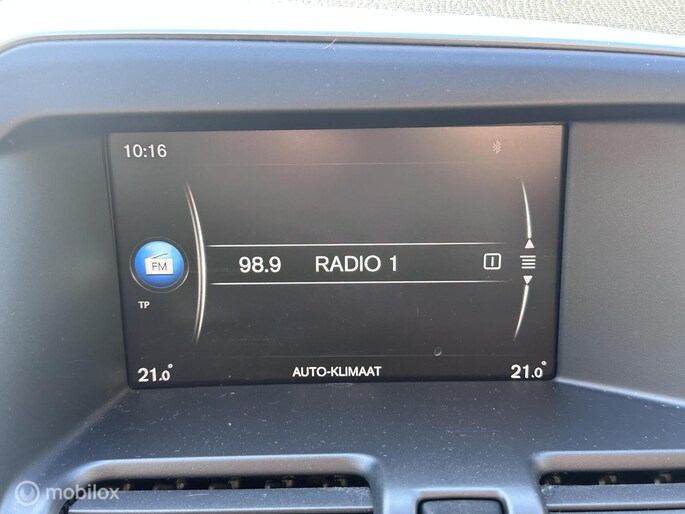 10:16
FM
98.9 RADIO 1 I
TP
21.0° AUTO-KLIMAAT 21.0°
mobilox